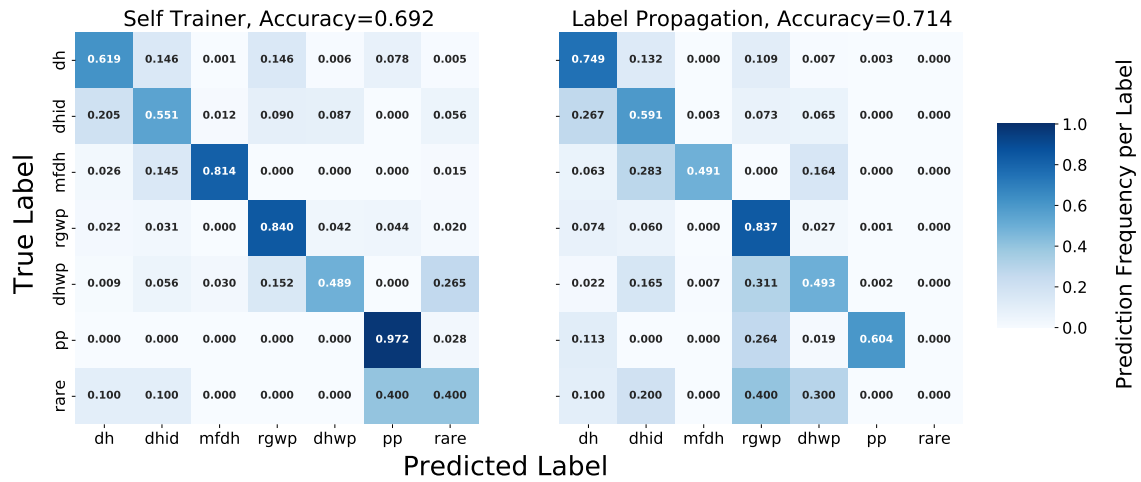 Self Trainer, Accuracy=0.692
dh 0.619 0.146 0.001 0.146 0.006 0.078 0.005
dhid 0.205 0.551 0.012 0.090 0.087 0.000 0.056
mfdh 0.026 0.145 0.814 0.000 0.000 0.000 0.015
rgwp 0.022 0.031 0.000 0.840 0.042 0.044 0.020
dhwp 0.009 0.056 0.030 0.152 0.489 0.000 0.265
pp 0.000 0.000 0.000 0.000 0.000 0.972 0.028
rare 0.100 0.100 0.000 0.000 0.000 0.400 0.400
dh dhid mfdh rgwp dhwp pp rare
True Label
Label Propagation, Accuracy=0.714
0.749 0.132 0.000 0.109 0.007 0.003 0.000
0.267 0.591 0.003 0.073 0.065 0.000 0.000
0.063 0.283 0.491 0.000 0.164 0.000 0.000
0.074 0.060 0.000 0.837 0.027 0.001 0.000
0.022 0.165 0.007 0.311 0.493 0.002 0.000
0.113 0.000 0.000 0.264 0.019 0.604 0.000
0.100 0.200 0.000 0.400 0.300 0.000 0.000
dh dhid mfdh rgwp dhwp pp rare
Predicted Label
1.0
0.8
0.6
0.4
0.2
0.0
Prediction Frequency per Label